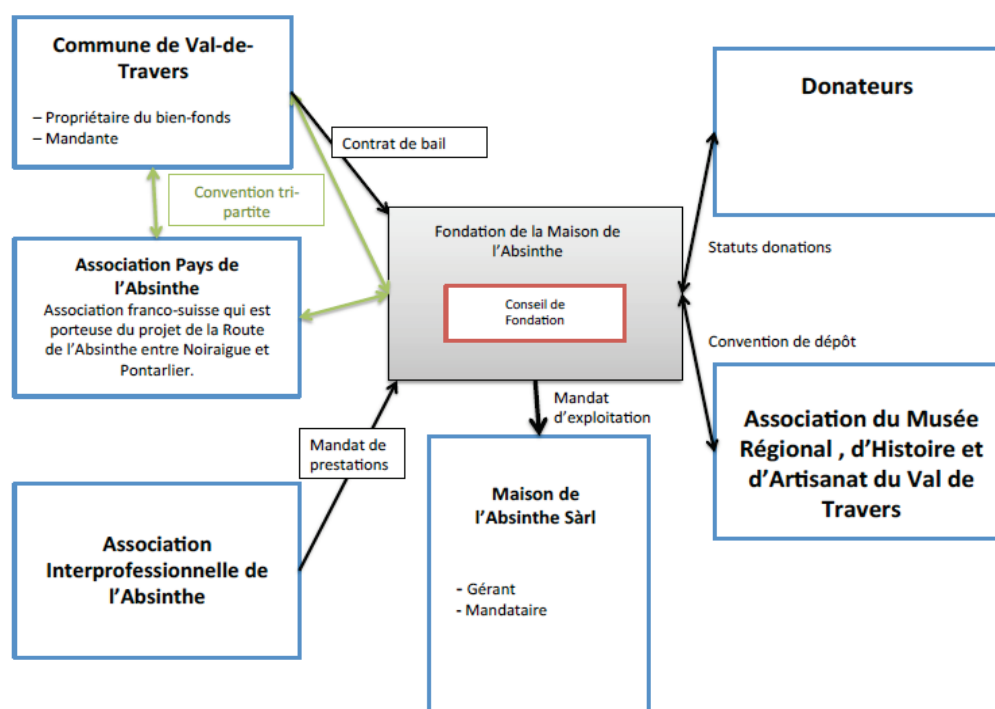 Commune de Val-de-
Travers
– Propriétaire du bien-fonds
– Mandante
Contrat de bail
Convention tri-
partite
Association Pays de
l’Absinthe
Association franco-suisse qui est
porteuse du projet de la Route
de l’Absinthe entre Noiraigue et
Pontarlier.
Fondation de la Maison de
l’Absinthe
Conseil de
Fondation
Donateurs
Statuts donations
Convention de dépôt
Association du Musée
Régional , d’Histoire et
d’Artisanat du Val de
Travers
Mandat
d’exploitation
Mandat de
prestations
Association
Interprofessionnelle de
l’Absinthe
Maison de
l’Absinthe Sàrl
- Gérant
- Mandataire